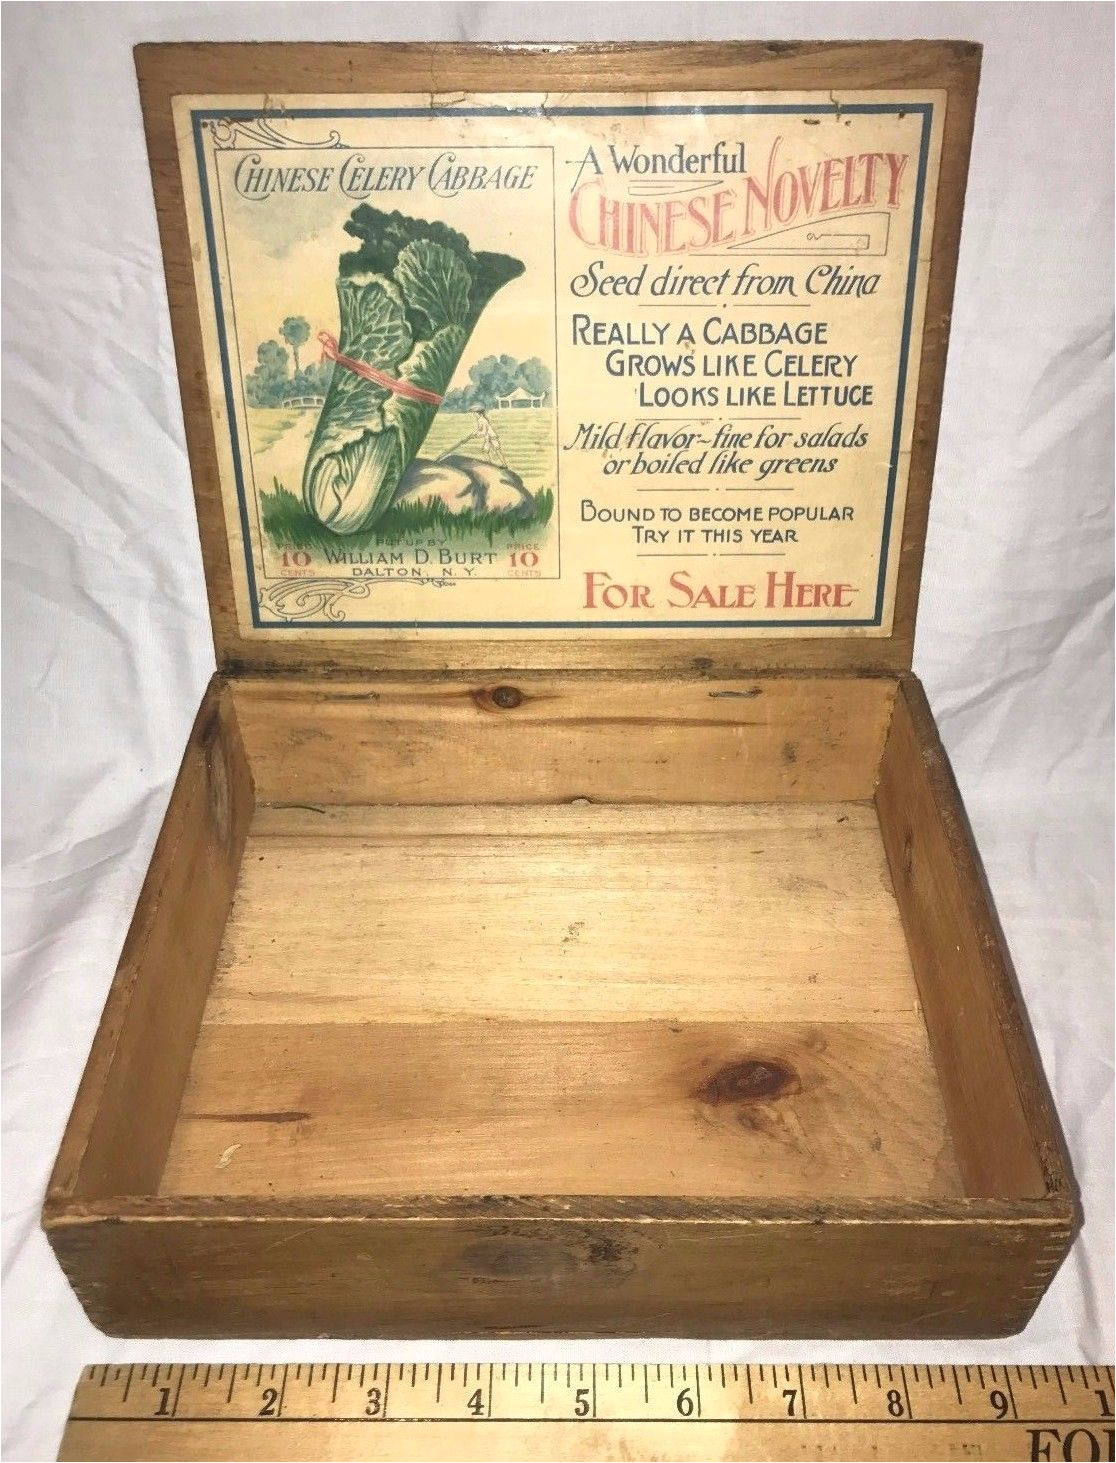 CHINESE CELERY CABBAGE
PUT UP BY
PRICE
10
CENTS
WILLIAM D. BURT
DALTON, N. Y.
PRICE
10
CENTS
A Wonderful
CHINESE NOVELTY
Seed direct from China
REALLY A CABBAGE
GROWS LIKE CELERY
LOOKS LIKE LETTUCE
Mild flavor~fine for salads
or boiled like greens
BOUND TO BECOME POPULAR
TRY IT THIS YEAR
FOR SALE HERE
1 2 3 4 5 6 7 8 9 1
FO